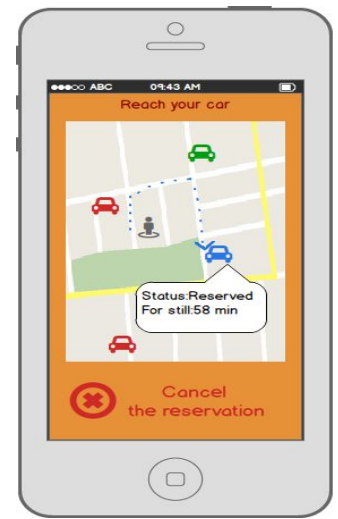 ABC 09:43 AM
Reach your car
Status:Reserved
For still:58 min
Cancel
the reservation